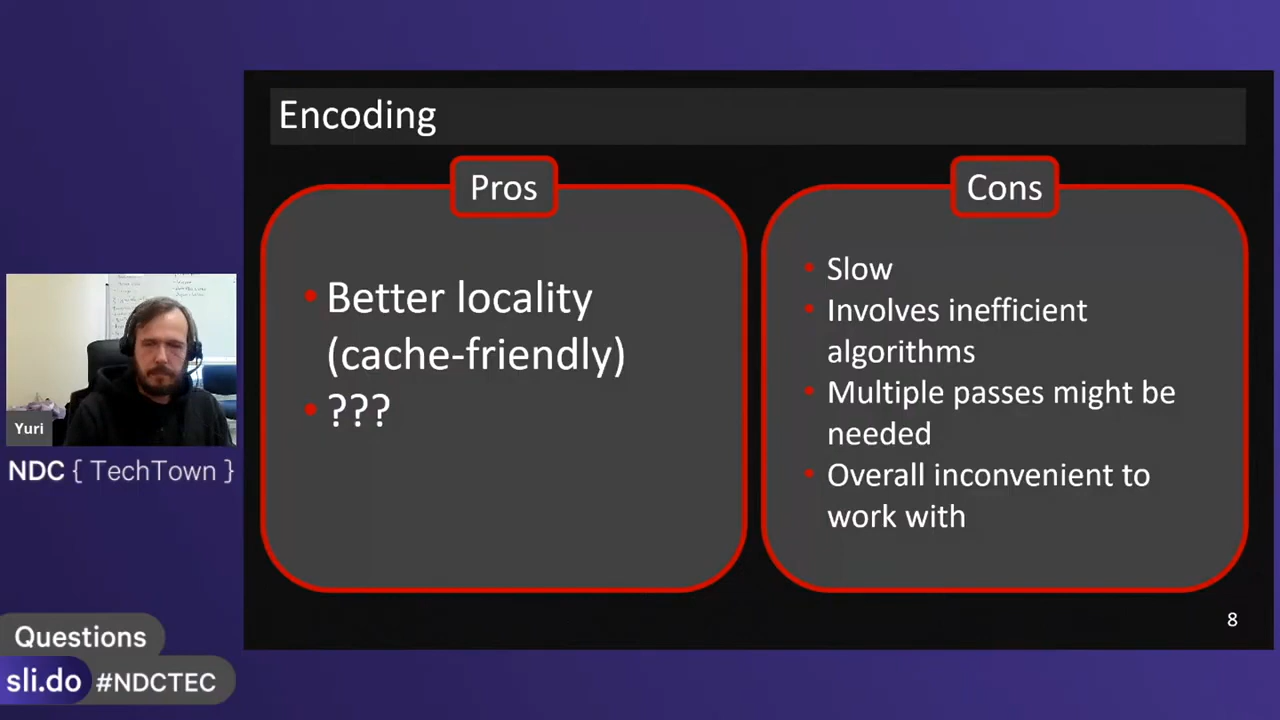 Encoding
Pros
• Better locality
(cache-friendly)
• ???
Cons
• Slow
• Involves inefficient
algorithms
• Multiple passes might be
needed
• Overall inconvenient to
work with
8
Yuri
NDC { TechTown }
Questions
sli.do #NDCTEC